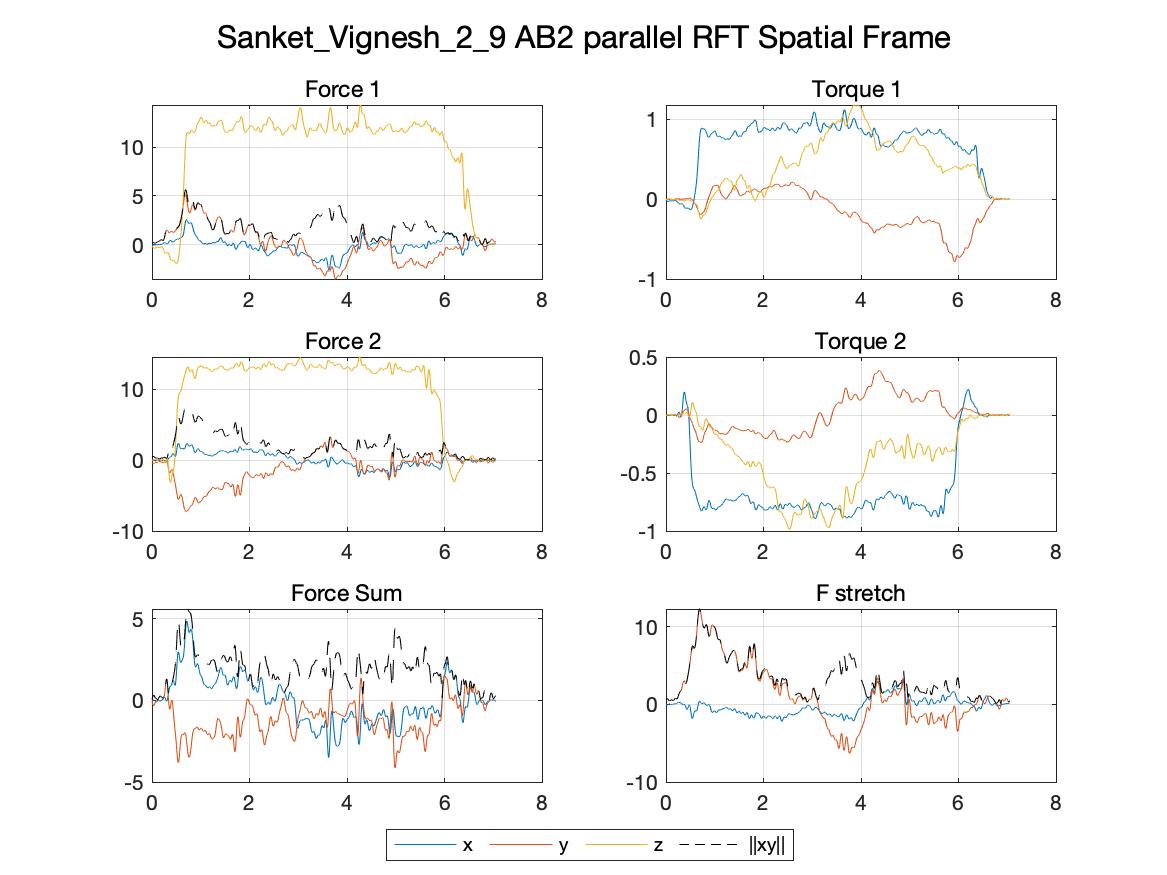 Sanket_Vignesh_2_9 AB2 parallel RFT Spatial Frame
Force 1
10
5
0
0 2 4 6 8
Torque 1
1
0
-1
0 2 4 6 8
Force 2
10
0
-10
0 2 4 6 8
Torque 2
0.5
0
-0.5
-1
0 2 4 6 8
Force Sum
5
0
-5
0 2 4 6 8
F stretch
10
0
-10
0 2 4 6 8
x y z ||xy||